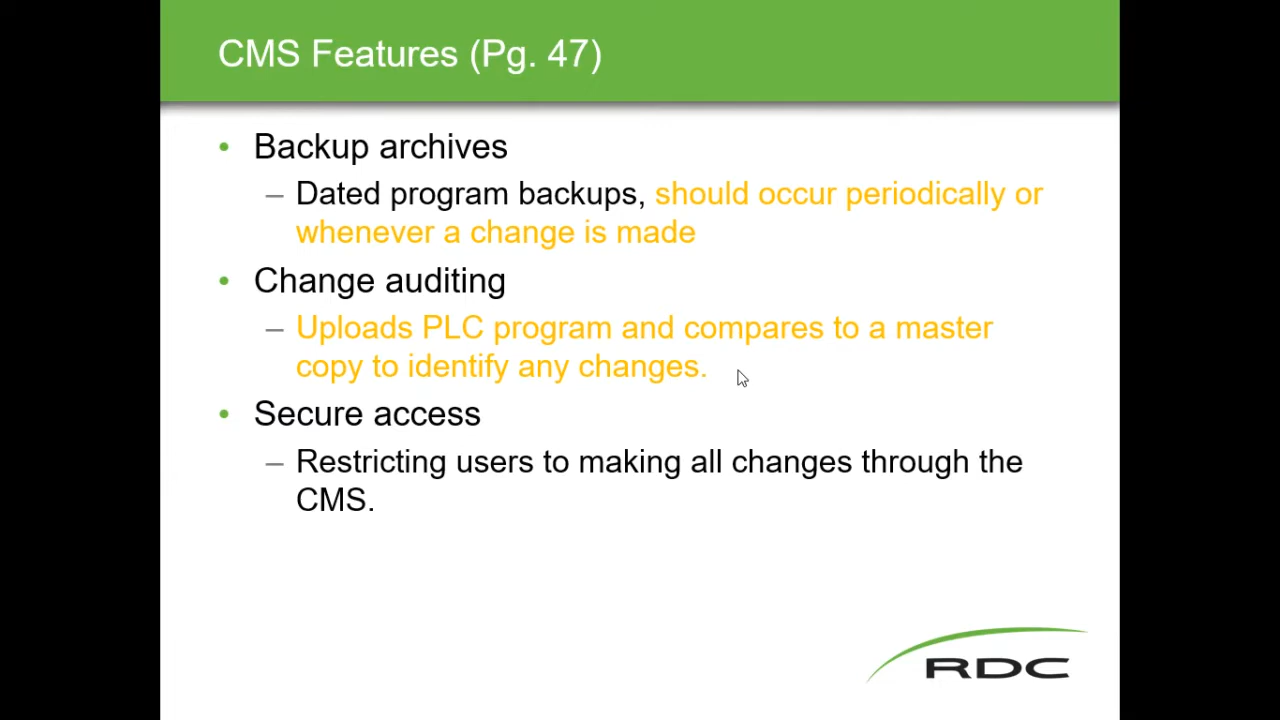 CMS Features (Pg. 47)
• Backup archives
– Dated program backups, should occur periodically or
whenever a change is made
• Change auditing
– Uploads PLC program and compares to a master
copy to identify any changes.
• Secure access
– Restricting users to making all changes through the
CMS.
RDC